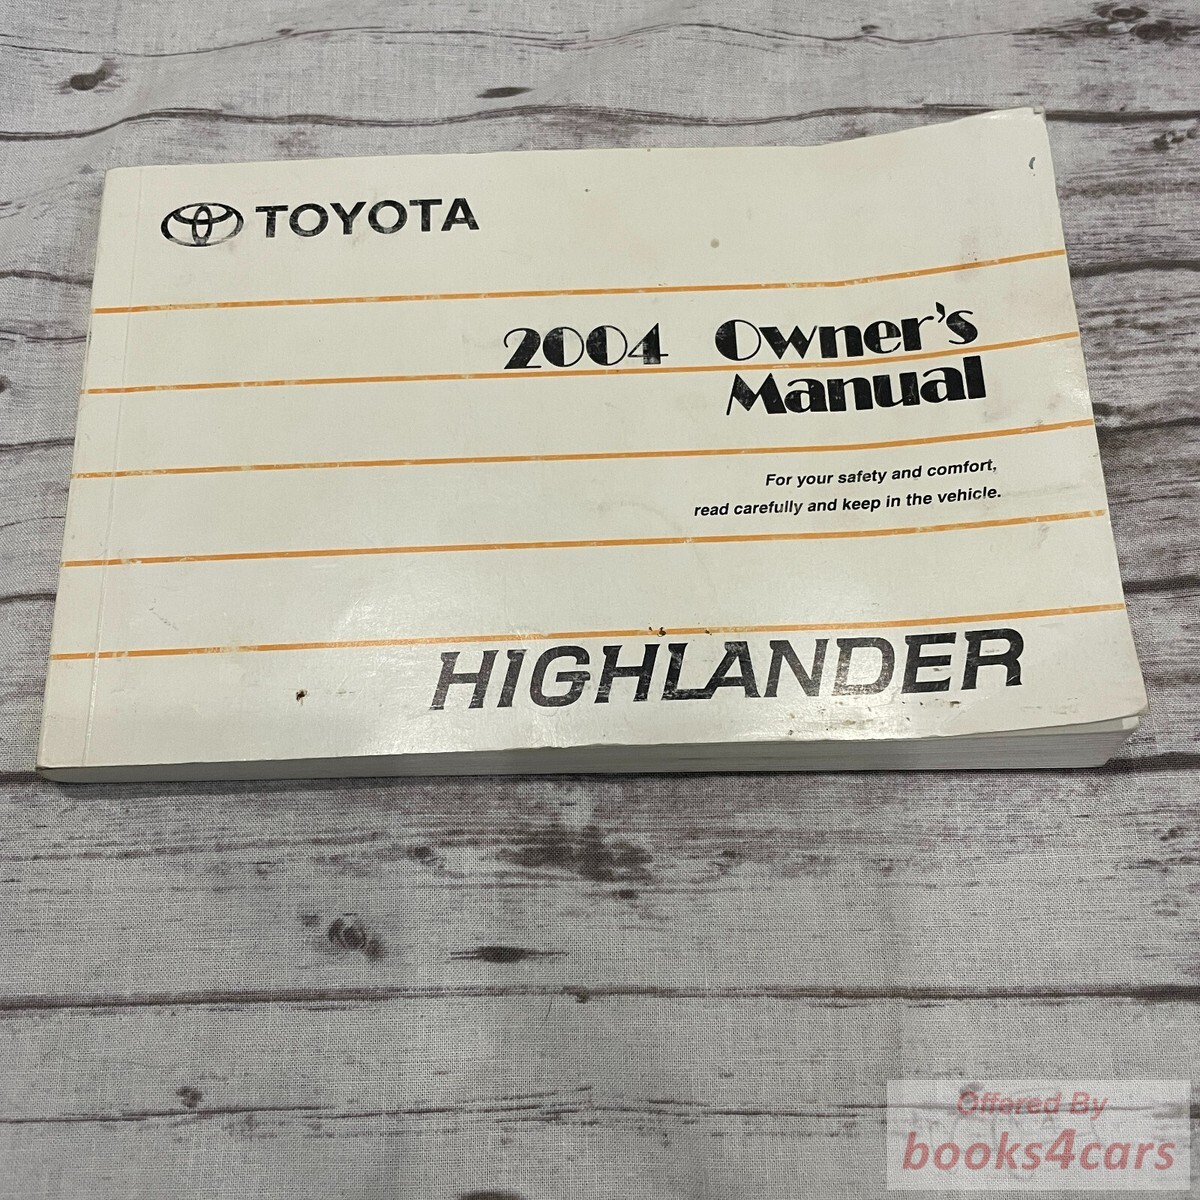 TOYOTA
2004 Owner's
Manual
For your safety and comfort,
read carefully and keep in the vehicle.
HIGHLANDER
Offered By
books4cars